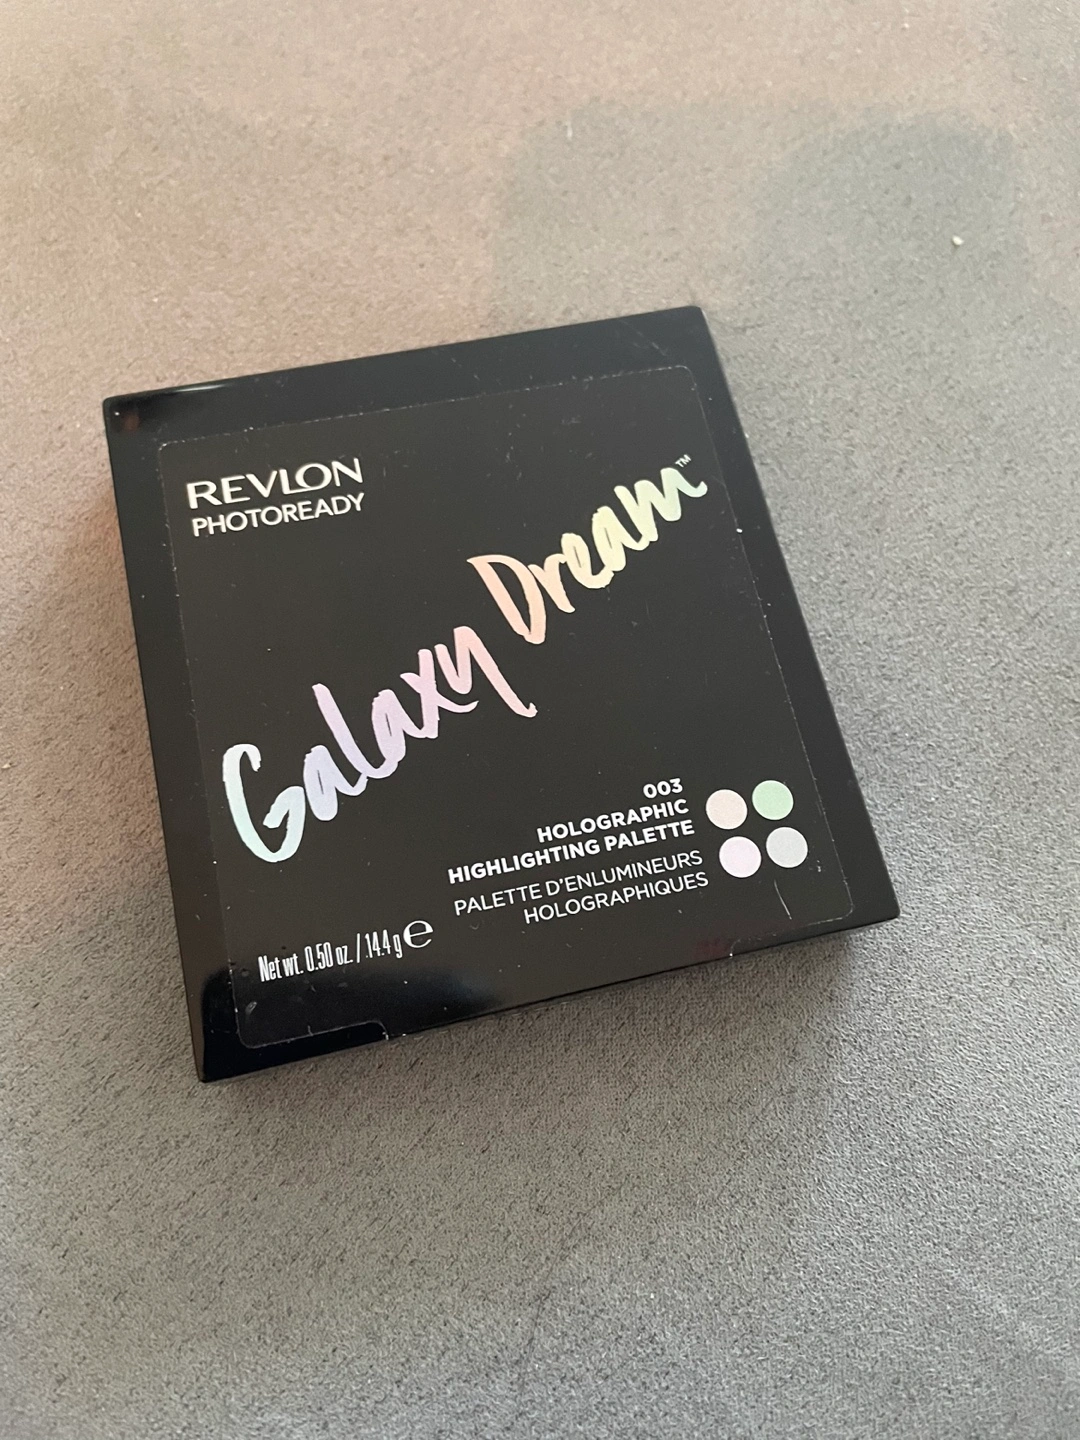 REVLON
PHOTOREADY
Galaxy Dream™
003
HOLOGRAPHIC
HIGHLIGHTING PALETTE
PALETTE D'ENLUMINEURS
HOLOGRAPHIQUES
Net wt. 0.50 oz. / 14.4 g ℮